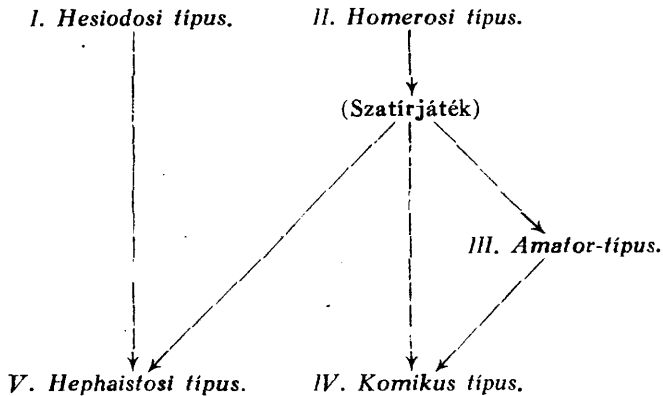 I. Hesiodosi típus. II. Homerosi típus.
(Szatírjáték)
III. Amator-típus.
V. Hephaistosi típus. IV. Komikus típus.